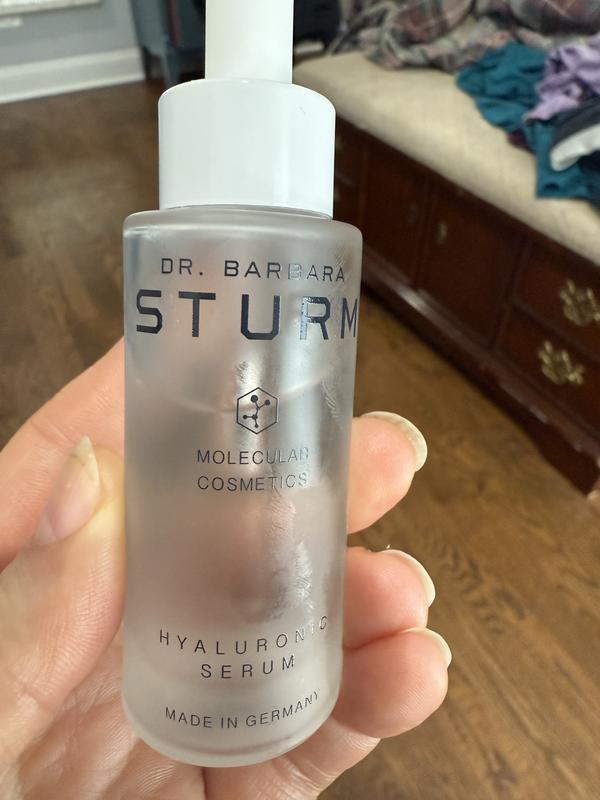 DR. BARBARA
STURM
MOLECULAR
COSMETICS
HYALURONIC
SERUM
MADE IN GERMANY